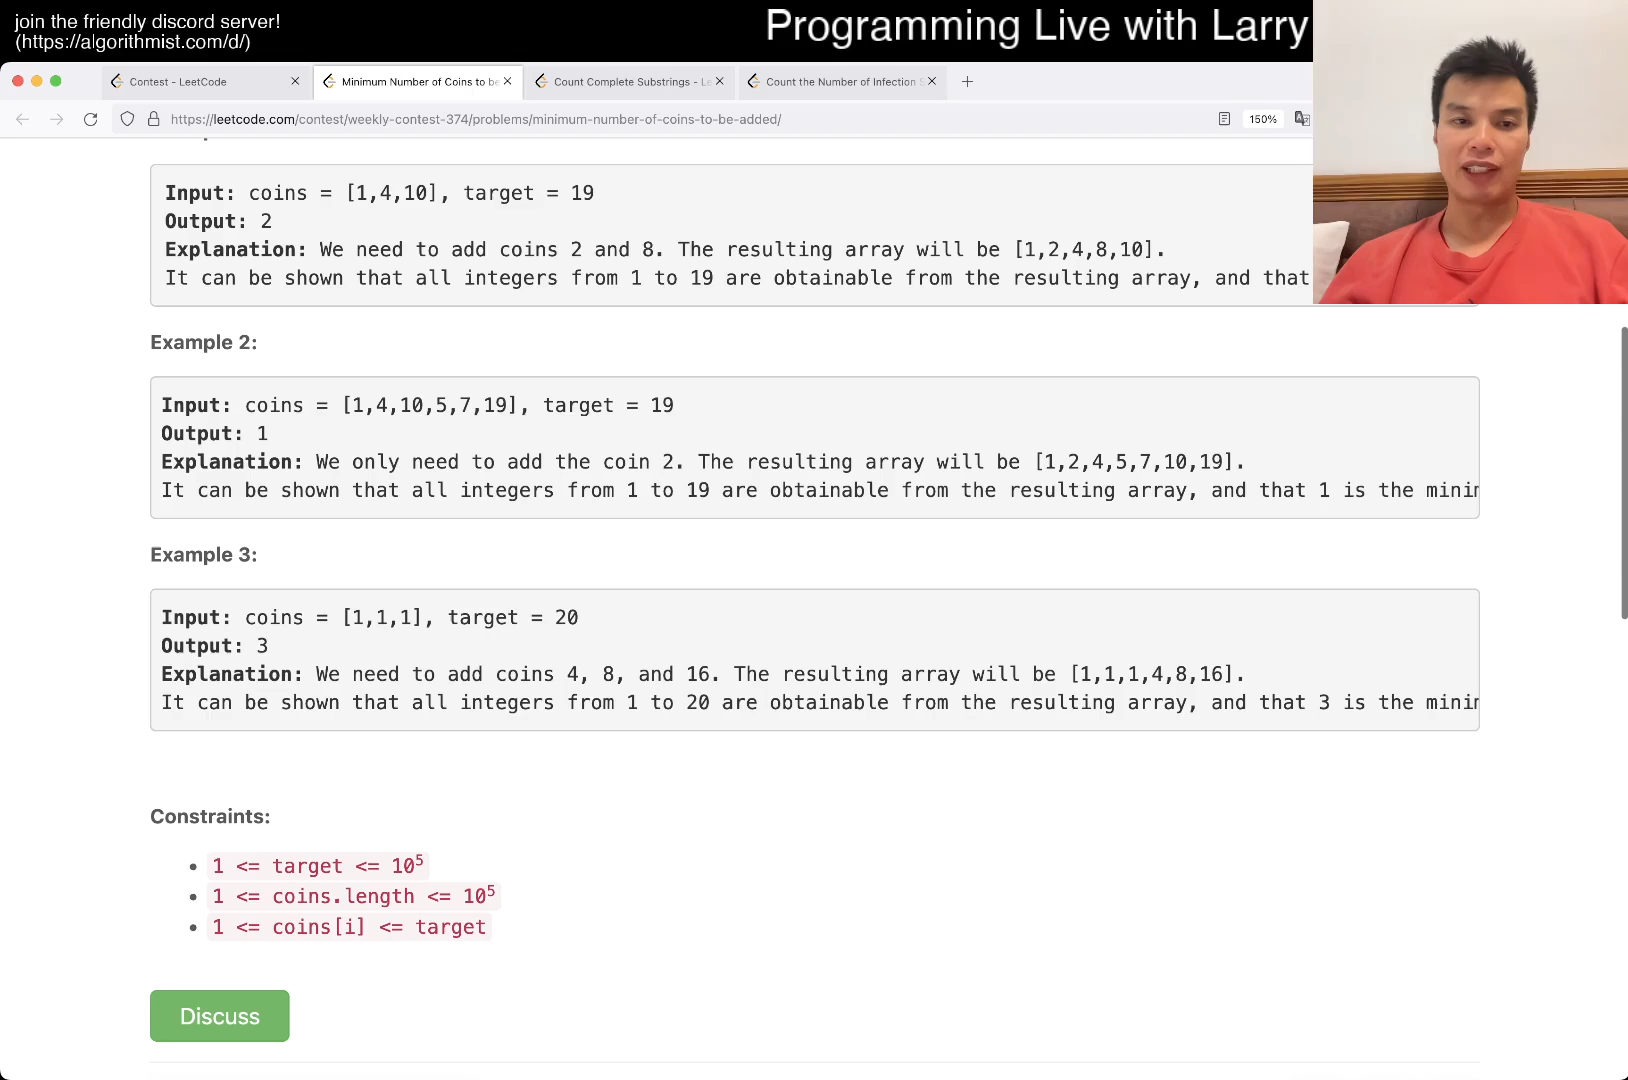 join the friendly discord server!
(https://algorithmist.com/d/)
Programming Live with Larry
Contest - LeetCode
Minimum Number of Coins to be
Count Complete Substrings - Le
Count the Number of Infection S
https://leetcode.com/contest/weekly-contest-374/problems/minimum-number-of-coins-to-be-added/
150%
Input: coins = [1,4,10], target = 19
Output: 2
Explanation: We need to add coins 2 and 8. The resulting array will be [1,2,4,8,10].
It can be shown that all integers from 1 to 19 are obtainable from the resulting array, and that
Example 2:
Input: coins = [1,4,10,5,7,19], target = 19
Output: 1
Explanation: We only need to add the coin 2. The resulting array will be [1,2,4,5,7,10,19].
It can be shown that all integers from 1 to 19 are obtainable from the resulting array, and that 1 is the minin
Example 3:
Input: coins = [1,1,1], target = 20
Output: 3
Explanation: We need to add coins 4, 8, and 16. The resulting array will be [1,1,1,4,8,16].
It can be shown that all integers from 1 to 20 are obtainable from the resulting array, and that 3 is the minin
Constraints:
1 <= target <= 10⁵
1 <= coins.length <= 10⁵
1 <= coins[i] <= target
Discuss